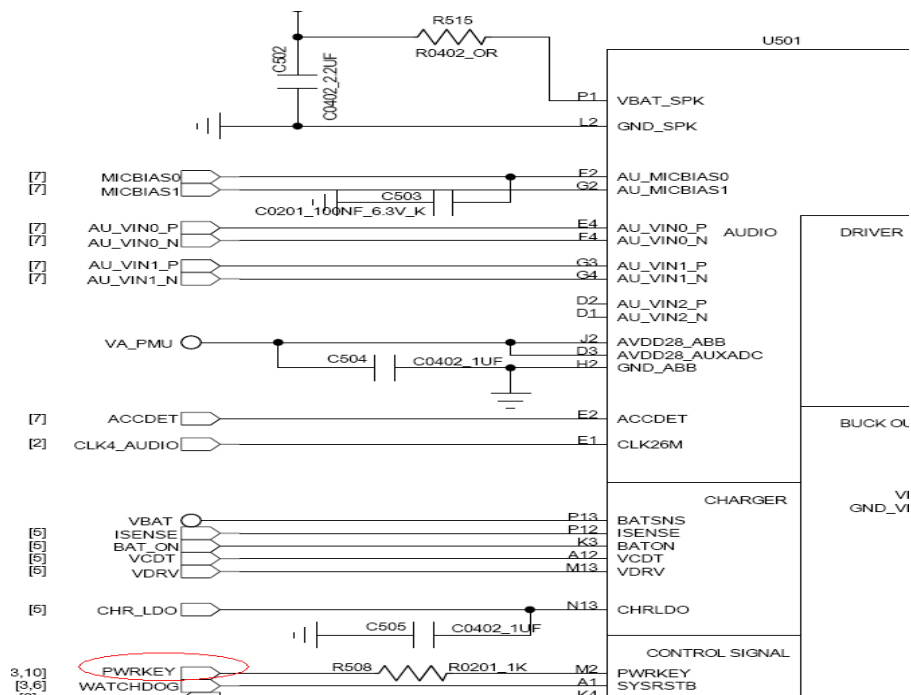 R515
U501
C502
R0402_OR
C0402_2.2UF
P1 VBAT_SPK
L2 GND_SPK
[7] MICBIAS0 F2 AU_MICBIAS0
[7] MICBIAS1 G2 AU_MICBIAS1
C503
C0201_100NF_6.3V_K
[7] AU_VIN0_P E4 AU_VIN0_P
AUDIO DRIVER
[7] AU_VIN0_N F4 AU_VIN0_N
[7] AU_VIN1_P G3 AU_VIN1_P
[7] AU_VIN1_N G4 AU_VIN1_N
D2 AU_VIN2_P
D1 AU_VIN2_N
VA_PMU J2 AVDD28_ABB
D3 AVDD28_AUXADC
C504 C0402_1UF H2 GND_ABB
[7] ACCDET E2 ACCDET
BUCK OU
[2] CLK4_AUDIO E1 CLK26M
CHARGER
GND_V
VBAT P13 BATSNS
[5] ISENSE P12 ISENSE
[5] BAT_ON K3 BATON
[5] VCDT A12 VCDT
[5] VDRV M13 VDRV
[5] CHR_LDO N13 CHRLDO
C505 C0402_1UF
CONTROL SIGNAL
3,10] PWRKEY R508 R0201_1K M2 PWRKEY
[3,6] WATCHDOG A1 SYSRSTB